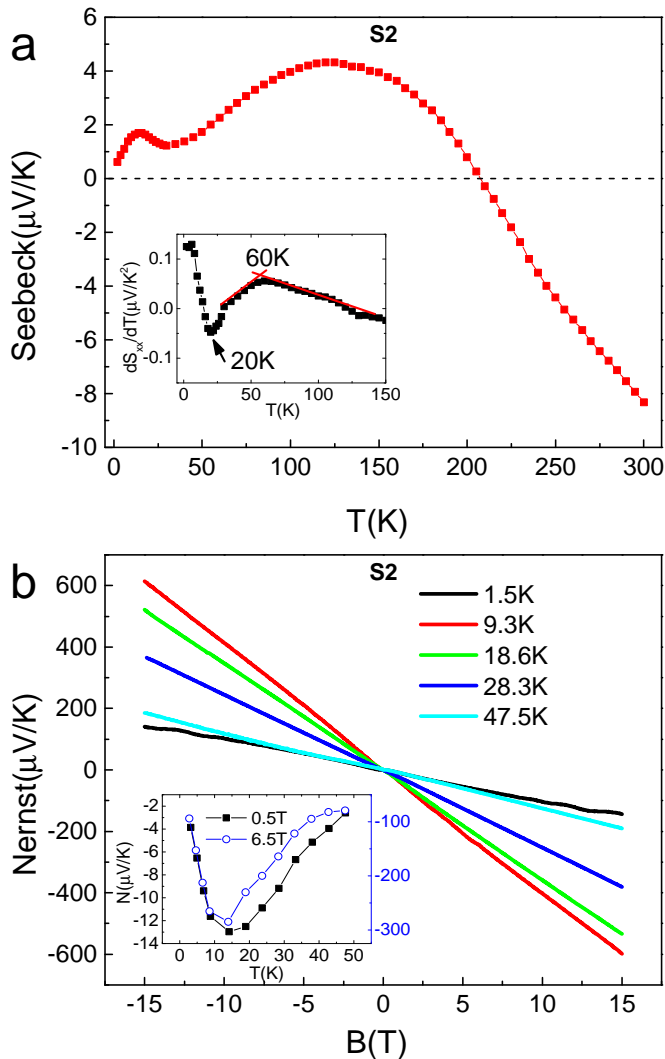 a
S2
6
4
2
0
-2
-4
-6
-8
-10
Seebeck(μV/K)
0.1
0.0
-0.1
dSxx/dT(μV/K²)
60K
20K
0 50 100 150
T(K)
0 50 100 150 200 250 300
T(K)
b
S2
600
400
200
0
-200
-400
-600
Nernst(μV/K)
1.5K
9.3K
18.6K
28.3K
47.5K
-2
-4
-6
-8
-10
-12
-14
N(μV/K)
0.5T
6.5T
-100
-200
-300
0 10 20 30 40 50
T(K)
-15 -10 -5 0 5 10 15
B(T)